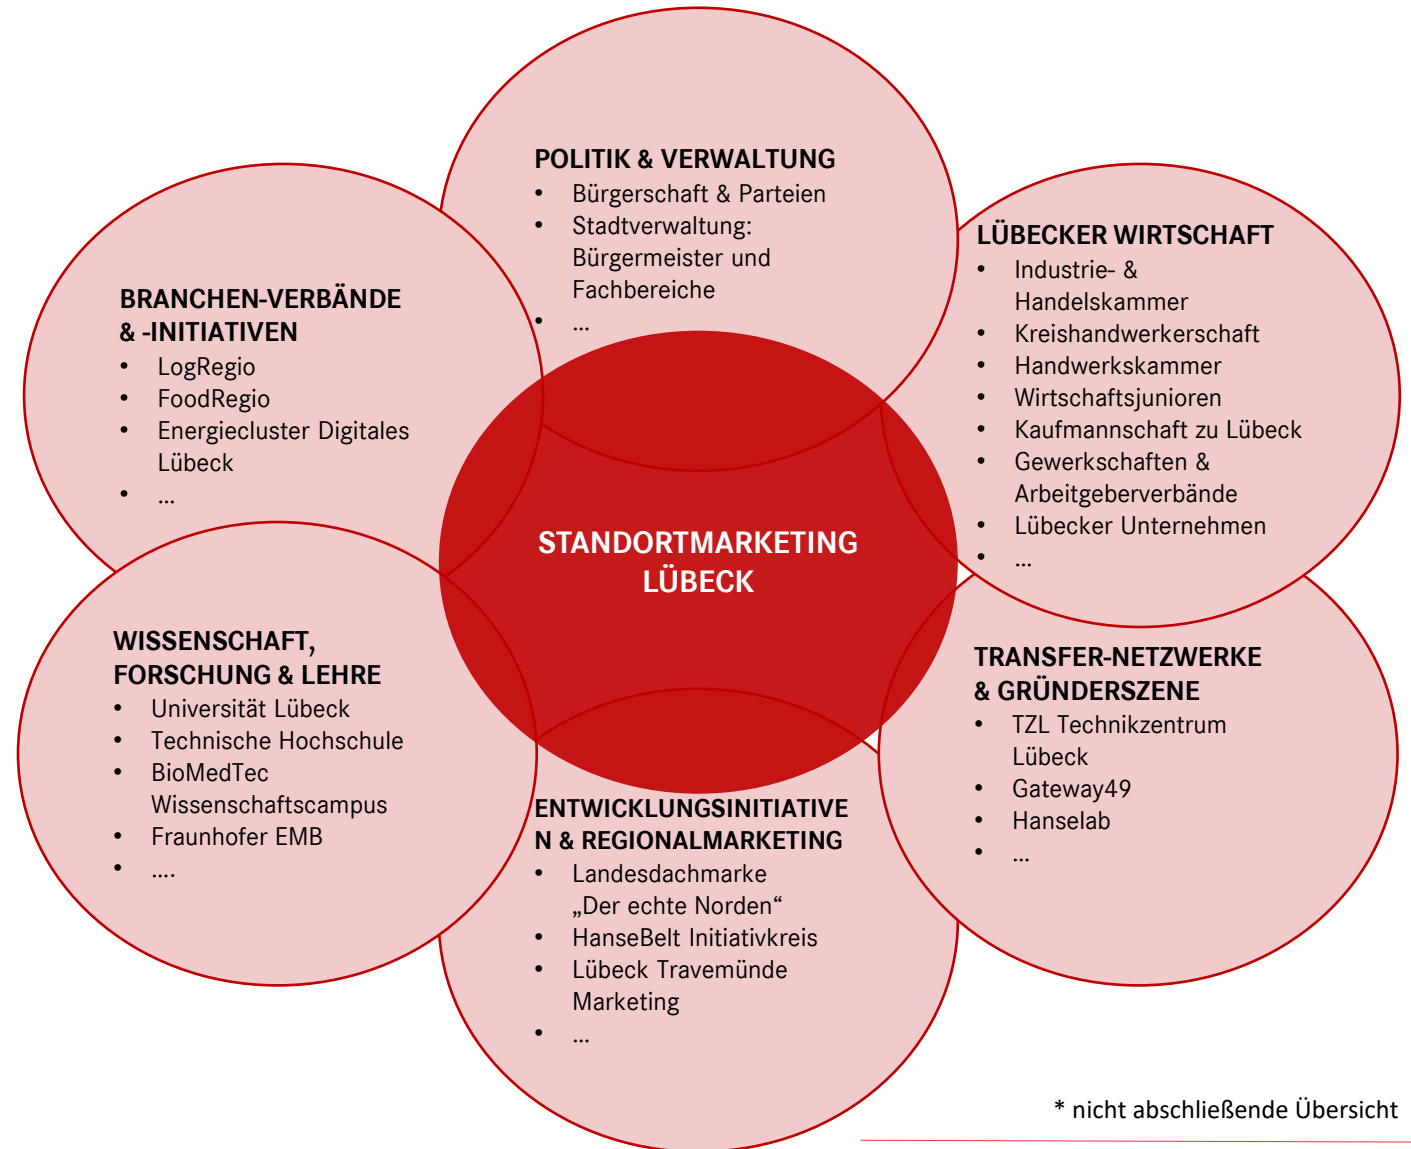 POLITIK & VERWALTUNG
• Bürgerschaft & Parteien
• Stadtverwaltung:
Bürgermeister und
Fachbereiche
• ...
LÜBECKER WIRTSCHAFT
• Industrie- &
Handelskammer
• Kreishandwerkerschaft
• Handwerkskammer
• Wirtschaftsjunioren
• Kaufmannschaft zu Lübeck
• Gewerkschaften &
Arbeitgeberverbände
• Lübecker Unternehmen
• ...
BRANCHEN-VERBÄNDE
& -INITIATIVEN
• LogRegio
• FoodRegio
• Energiecluster Digitales
Lübeck
• ...
STANDORTMARKETING
LÜBECK
WISSENSCHAFT,
FORSCHUNG & LEHRE
• Universität Lübeck
• Technische Hochschule
• BioMedTec
Wissenschaftscampus
• Fraunhofer EMB
• ....
TRANSFER-NETZWERKE
& GRÜNDERSZENE
• TZL Technikzentrum
Lübeck
• Gateway49
• Hanselab
• ...
ENTWICKLUNGSINITIATIVE
N & REGIONALMARKETING
• Landesdachmarke
„Der echte Norden“
• HanseBelt Initiativkreis
• Lübeck Travemünde
Marketing
• ...
* nicht abschließende Übersicht